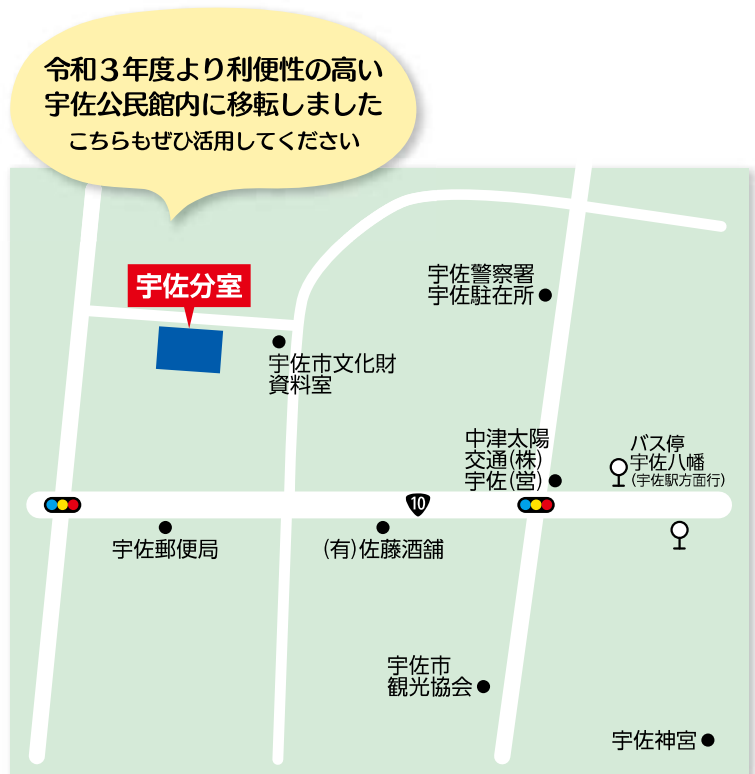 令和３年度より利便性の高い
宇佐公民館内に移転しました
こちらもぜひ活用してください
宇佐分室
宇佐警察署
宇佐駐在所
宇佐市文化財
資料室
中津太陽
交通(株)
宇佐(営)
バス停
宇佐八幡
(宇佐駅方面行)
10
宇佐郵便局
(有)佐藤酒舗
宇佐市
観光協会
宇佐神宮